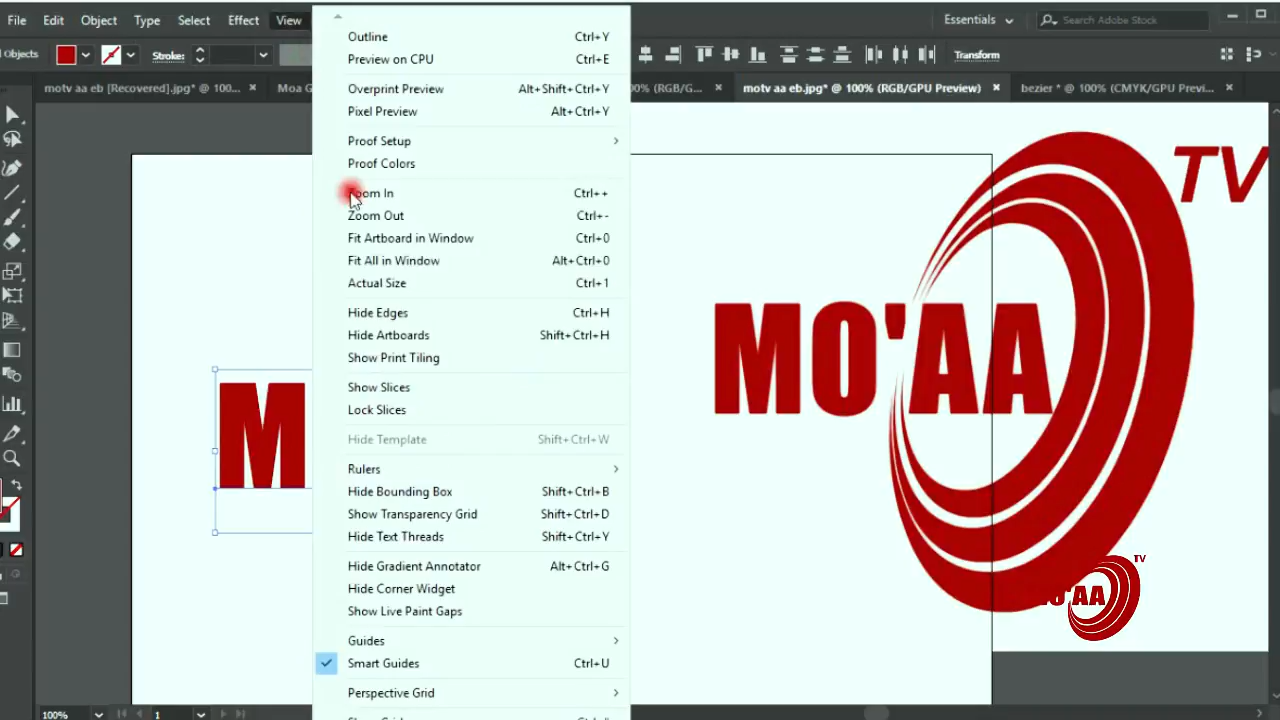 File Edit Object Type Select Effect View
Essentials
Search Adobe Stock
Objects
Stroke:
Transform
motv aa eb [Recovered].jpg* @ 100...
Moa G
0% (RGB/G...
motv aa eb.jpg* @ 100% (RGB/GPU Preview)
bezier * @ 100% (CMYK/GPU Previ...
Outline Ctrl+Y
Preview on CPU Ctrl+E
Overprint Preview Alt+Shift+Ctrl+Y
Pixel Preview Alt+Ctrl+Y
Proof Setup
Proof Colors
Zoom In Ctrl++
Zoom Out Ctrl+-
Fit Artboard in Window Ctrl+0
Fit All in Window Alt+Ctrl+0
Actual Size Ctrl+1
Hide Edges Ctrl+H
Hide Artboards Shift+Ctrl+H
Show Print Tiling
Show Slices
Lock Slices
Hide Template Shift+Ctrl+W
Rulers
Hide Bounding Box Shift+Ctrl+B
Show Transparency Grid Shift+Ctrl+D
Hide Text Threads Shift+Ctrl+Y
Hide Gradient Annotator Alt+Ctrl+G
Hide Corner Widget
Show Live Paint Gaps
Guides
Smart Guides Ctrl+U
Perspective Grid
M
TV
MO'AA
TV
MO'AA
100%
1